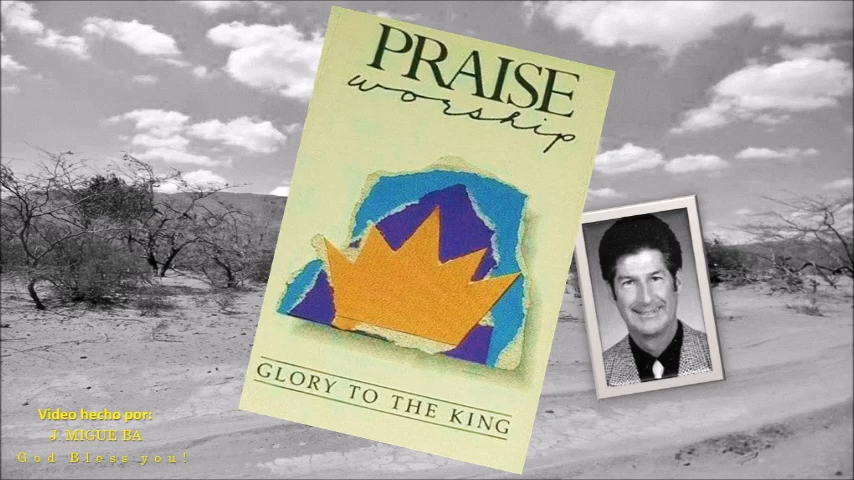 PRAISE
worship
GLORY TO THE KING
Video hecho por:
J. MIGUE BA
God Bless you!